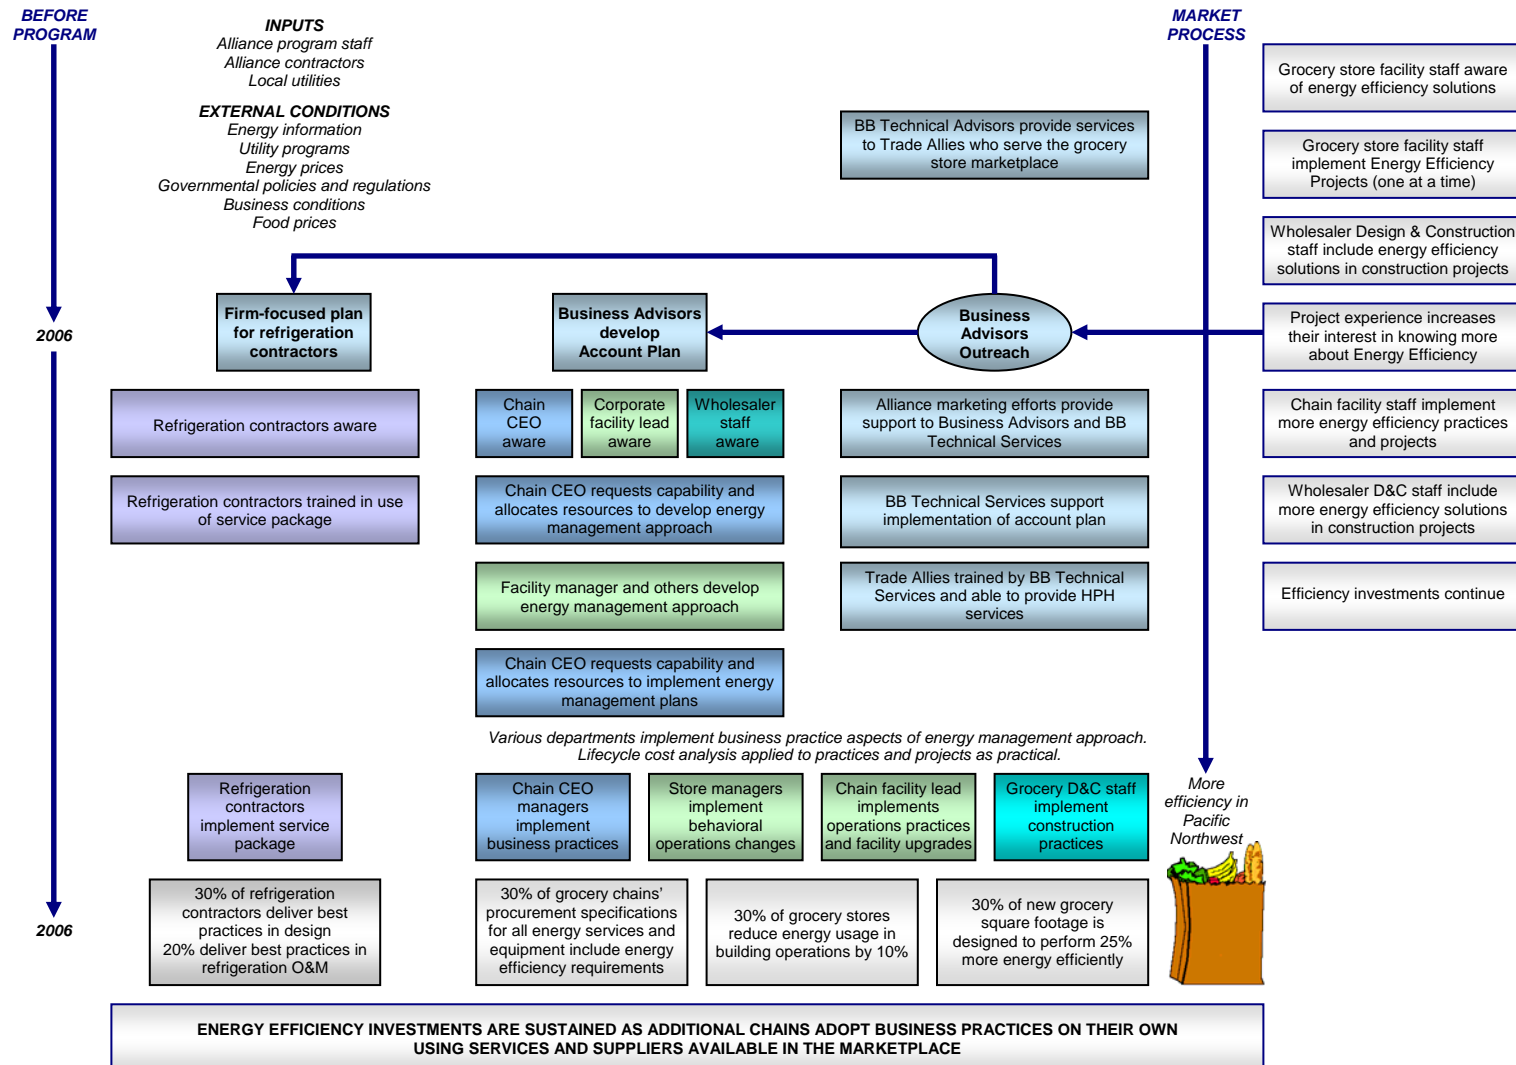 BEFORE
PROGRAM
INPUTS
Alliance program staff
Alliance contractors
Local utilities
EXTERNAL CONDITIONS
Energy information
Utility programs
Energy prices
Governmental policies and regulations
Business conditions
Food prices
MARKET
PROCESS
BB Technical Advisors provide services
to Trade Allies who serve the grocery
store marketplace
Grocery store facility staff aware
of energy efficiency solutions
Grocery store facility staff
implement Energy Efficiency
Projects (one at a time)
Wholesaler Design & Construction
staff include energy efficiency
solutions in construction projects
2006
Firm-focused plan
for refrigeration
contractors
Business Advisors
develop
Account Plan
Business
Advisors
Outreach
Project experience increases
their interest in knowing more
about Energy Efficiency
Refrigeration contractors aware
Chain
CEO
aware
Corporate
facility lead
aware
Wholesaler
staff
aware
Alliance marketing efforts provide
support to Business Advisors and BB
Technical Services
Chain facility staff implement
more energy efficiency practices
and projects
Refrigeration contractors trained in use
of service package
Chain CEO requests capability and
allocates resources to develop energy
management approach
BB Technical Services support
implementation of account plan
Wholesaler D&C staff include
more energy efficiency solutions
in construction projects
Facility manager and others develop
energy management approach
Trade Allies trained by BB Technical
Services and able to provide HPH
services
Efficiency investments continue
Chain CEO requests capability and
allocates resources to implement energy
management plans
Various departments implement business practice aspects of energy management approach.
Lifecycle cost analysis applied to practices and projects as practical.
Refrigeration
contractors
implement service
package
Chain CEO
managers
implement
business practices
Store managers
implement
behavioral
operations changes
Chain facility lead
implements
operations practices
and facility upgrades
Grocery D&C staff
implement
construction
practices
More
efficiency in
Pacific
Northwest
2006
30% of refrigeration
contractors deliver best
practices in design
20% deliver best practices in
refrigeration O&M
30% of grocery chains'
procurement specifications
for all energy services and
equipment include energy
efficiency requirements
30% of grocery stores
reduce energy usage in
building operations by 10%
30% of new grocery
square footage is
designed to perform 25%
more energy efficiently
ENERGY EFFICIENCY INVESTMENTS ARE SUSTAINED AS ADDITIONAL CHAINS ADOPT BUSINESS PRACTICES ON THEIR OWN
USING SERVICES AND SUPPLIERS AVAILABLE IN THE MARKETPLACE